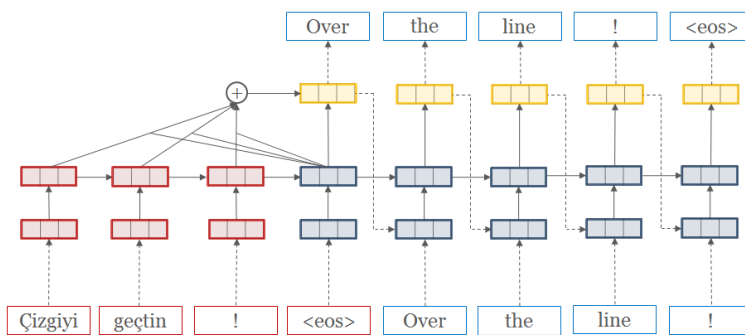 Over the line ! <eos>
+
Çizgiyi geçtin ! <eos> Over the line !